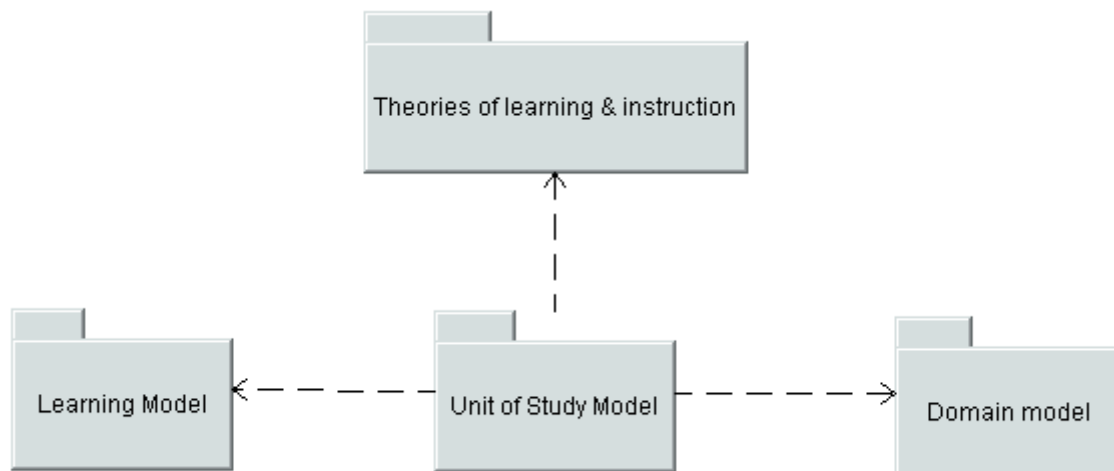 Theories of learning & instruction
Learning Model
Unit of Study Model
Domain model